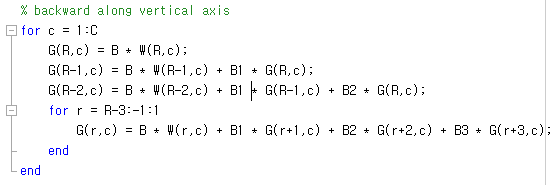 % backward along vertical axis
for c = 1:C
G(R,c) = B * W(R,c);
G(R-1,c) = B * W(R-1,c) + B1 * G(R,c);
G(R-2,c) = B * W(R-2,c) + B1 * G(R-1,c) + B2 * G(R,c);
for r = R-3:-1:1
G(r,c) = B * W(r,c) + B1 * G(r+1,c) + B2 * G(r+2,c) + B3 * G(r+3,c);
end
end